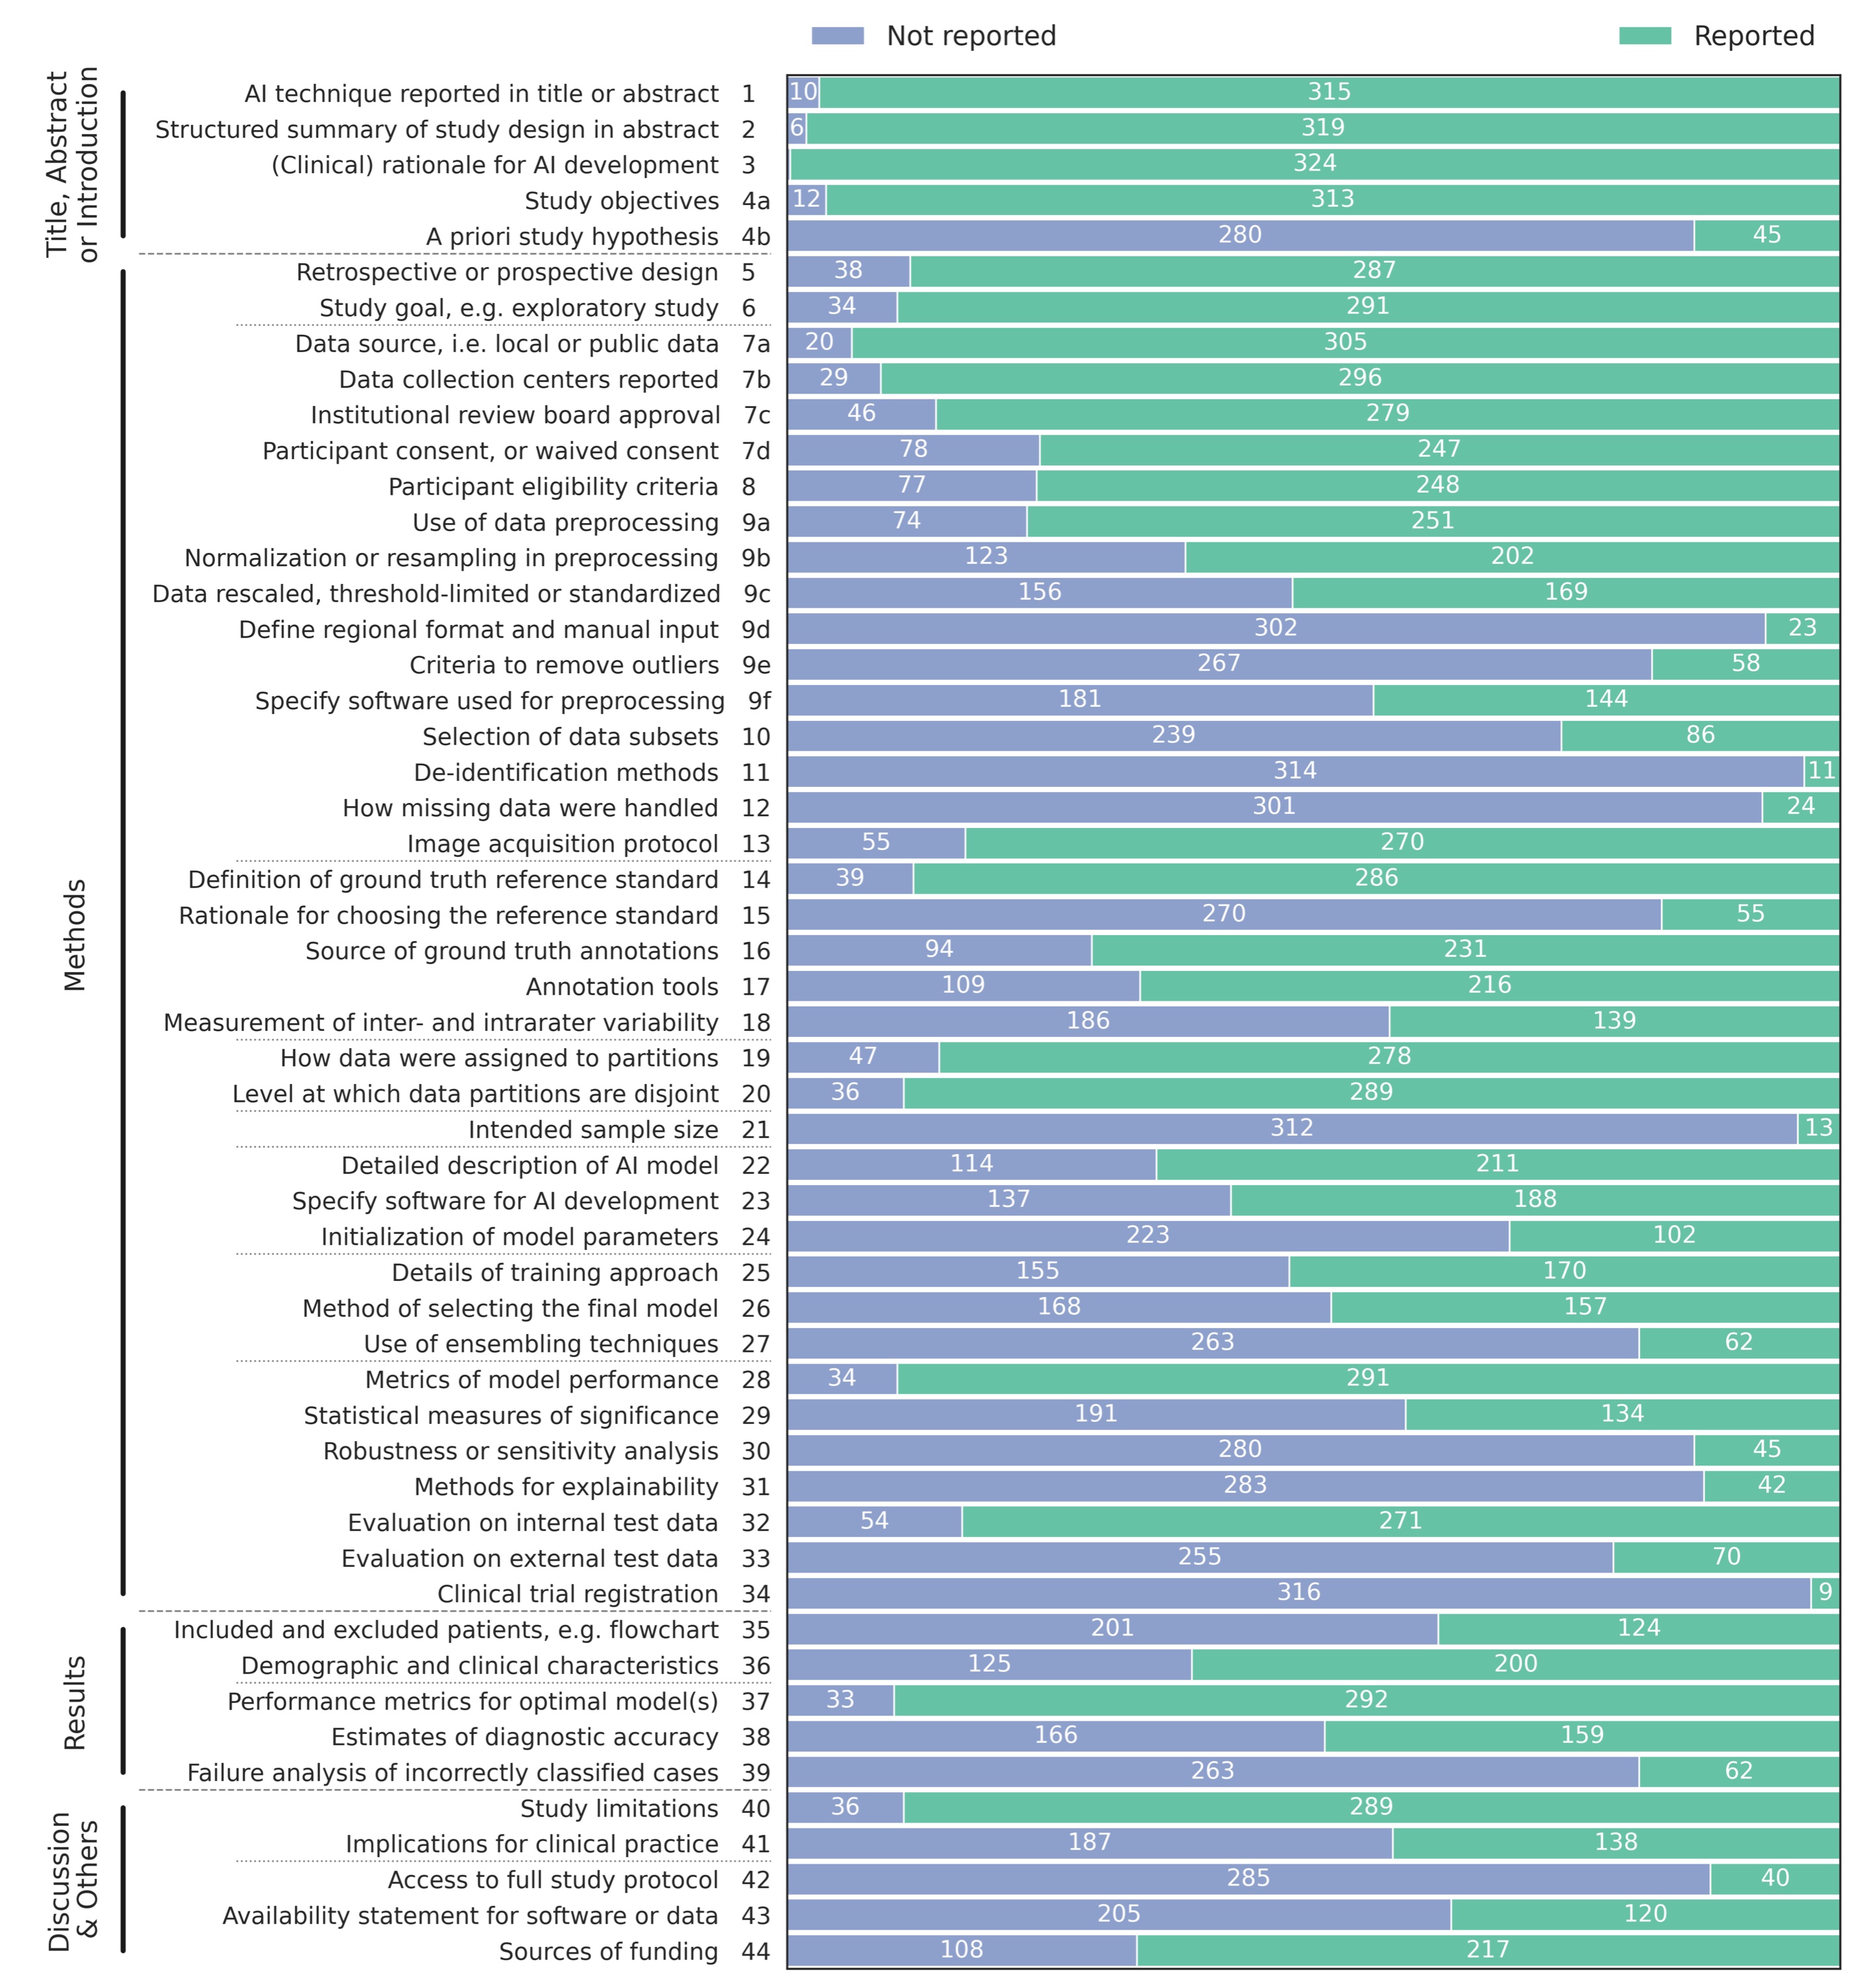 Not reported
Reported
Title, Abstract
or Introduction
AI technique reported in title or abstract 1 10 315
Structured summary of study design in abstract 2 6 319
(Clinical) rationale for AI development 3 324
Study objectives 4a 12 313
A priori study hypothesis 4b 280 45
Methods
Retrospective or prospective design 5 38 287
Study goal, e.g. exploratory study 6 34 291
Data source, i.e. local or public data 7a 20 305
Data collection centers reported 7b 29 296
Institutional review board approval 7c 46 279
Participant consent, or waived consent 7d 78 247
Participant eligibility criteria 8 77 248
Use of data preprocessing 9a 74 251
Normalization or resampling in preprocessing 9b 123 202
Data rescaled, threshold-limited or standardized 9c 156 169
Define regional format and manual input 9d 302 23
Criteria to remove outliers 9e 267 58
Specify software used for preprocessing 9f 181 144
Selection of data subsets 10 239 86
De-identification methods 11 314 11
How missing data were handled 12 301 24
Image acquisition protocol 13 55 270
Definition of ground truth reference standard 14 39 286
Rationale for choosing the reference standard 15 270 55
Source of ground truth annotations 16 94 231
Annotation tools 17 109 216
Measurement of inter- and intrarater variability 18 186 139
How data were assigned to partitions 19 47 278
Level at which data partitions are disjoint 20 36 289
Intended sample size 21 312 13
Detailed description of AI model 22 114 211
Specify software for AI development 23 137 188
Initialization of model parameters 24 223 102
Details of training approach 25 155 170
Method of selecting the final model 26 168 157
Use of ensembling techniques 27 263 62
Metrics of model performance 28 34 291
Statistical measures of significance 29 191 134
Robustness or sensitivity analysis 30 280 45
Methods for explainability 31 283 42
Evaluation on internal test data 32 54 271
Evaluation on external test data 33 255 70
Clinical trial registration 34 316 9
Results
Included and excluded patients, e.g. flowchart 35 201 124
Demographic and clinical characteristics 36 125 200
Performance metrics for optimal model(s) 37 33 292
Estimates of diagnostic accuracy 38 166 159
Failure analysis of incorrectly classified cases 39 263 62
Discussion
& Others
Study limitations 40 36 289
Implications for clinical practice 41 187 138
Access to full study protocol 42 285 40
Availability statement for software or data 43 205 120
Sources of funding 44 108 217